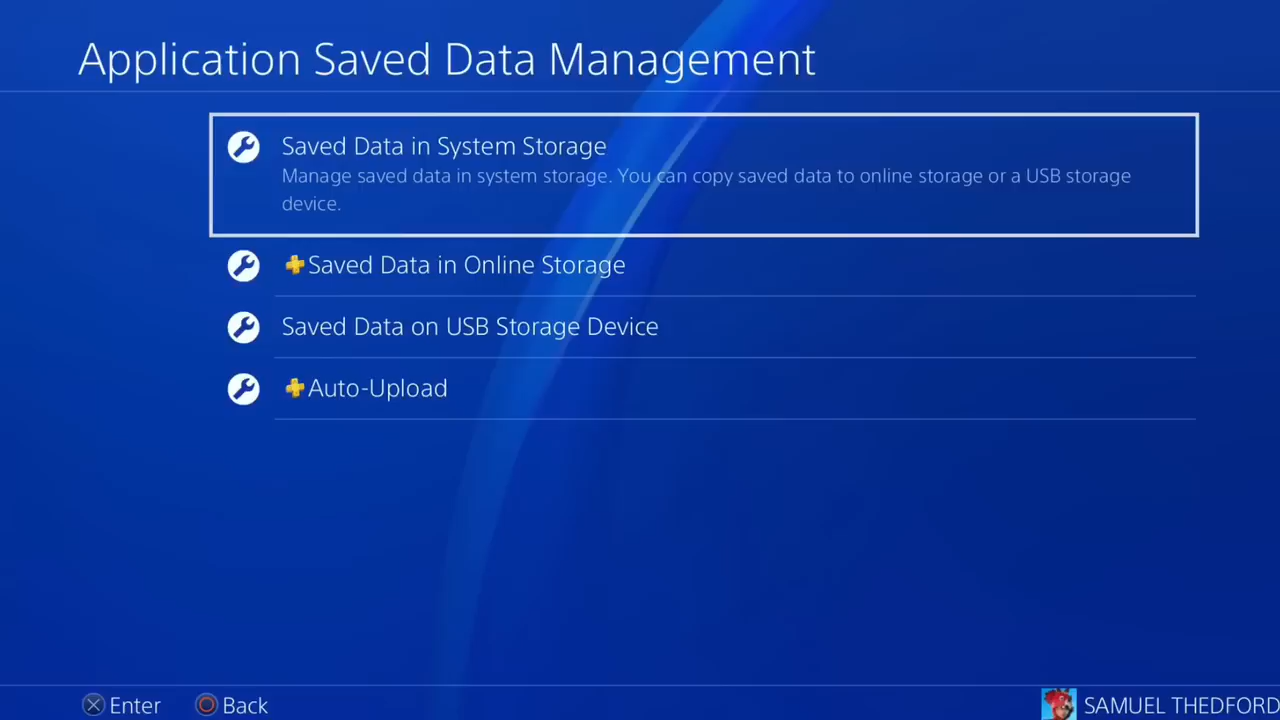 Application Saved Data Management
Saved Data in System Storage
Manage saved data in system storage. You can copy saved data to online storage or a USB storage
device.
Saved Data in Online Storage
Saved Data on USB Storage Device
Auto-Upload
Enter Back SAMUEL THEDFORD